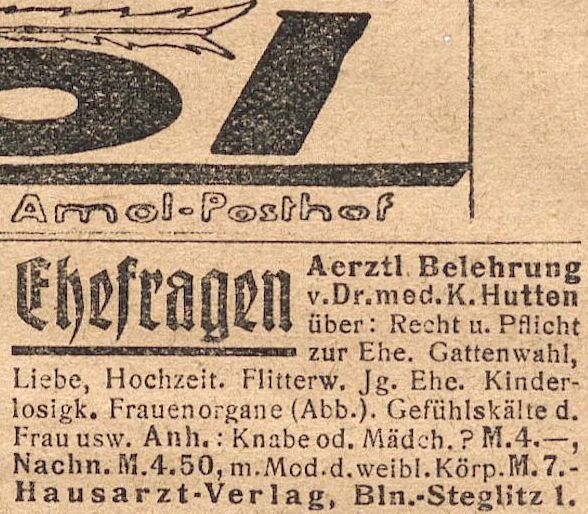 ol
Amol-Posthof
Ehefragen
Aerztl. Belehrung
v. Dr. med. K. Hutten
über: Recht u. Pflicht
zur Ehe. Gattenwahl,
Liebe, Hochzeit. Flitterw. Jg. Ehe. Kinder-
losigk. Frauenorgane (Abb.). Gefühlskälte d.
Frau usw. Anh.: Knabe od. Mädch.? M. 4.—,
Nachn. M. 4.50, m. Mod. d. weibl. Körp. M. 7.-
Hausarzt-Verlag, Bln.-Steglitz 1.